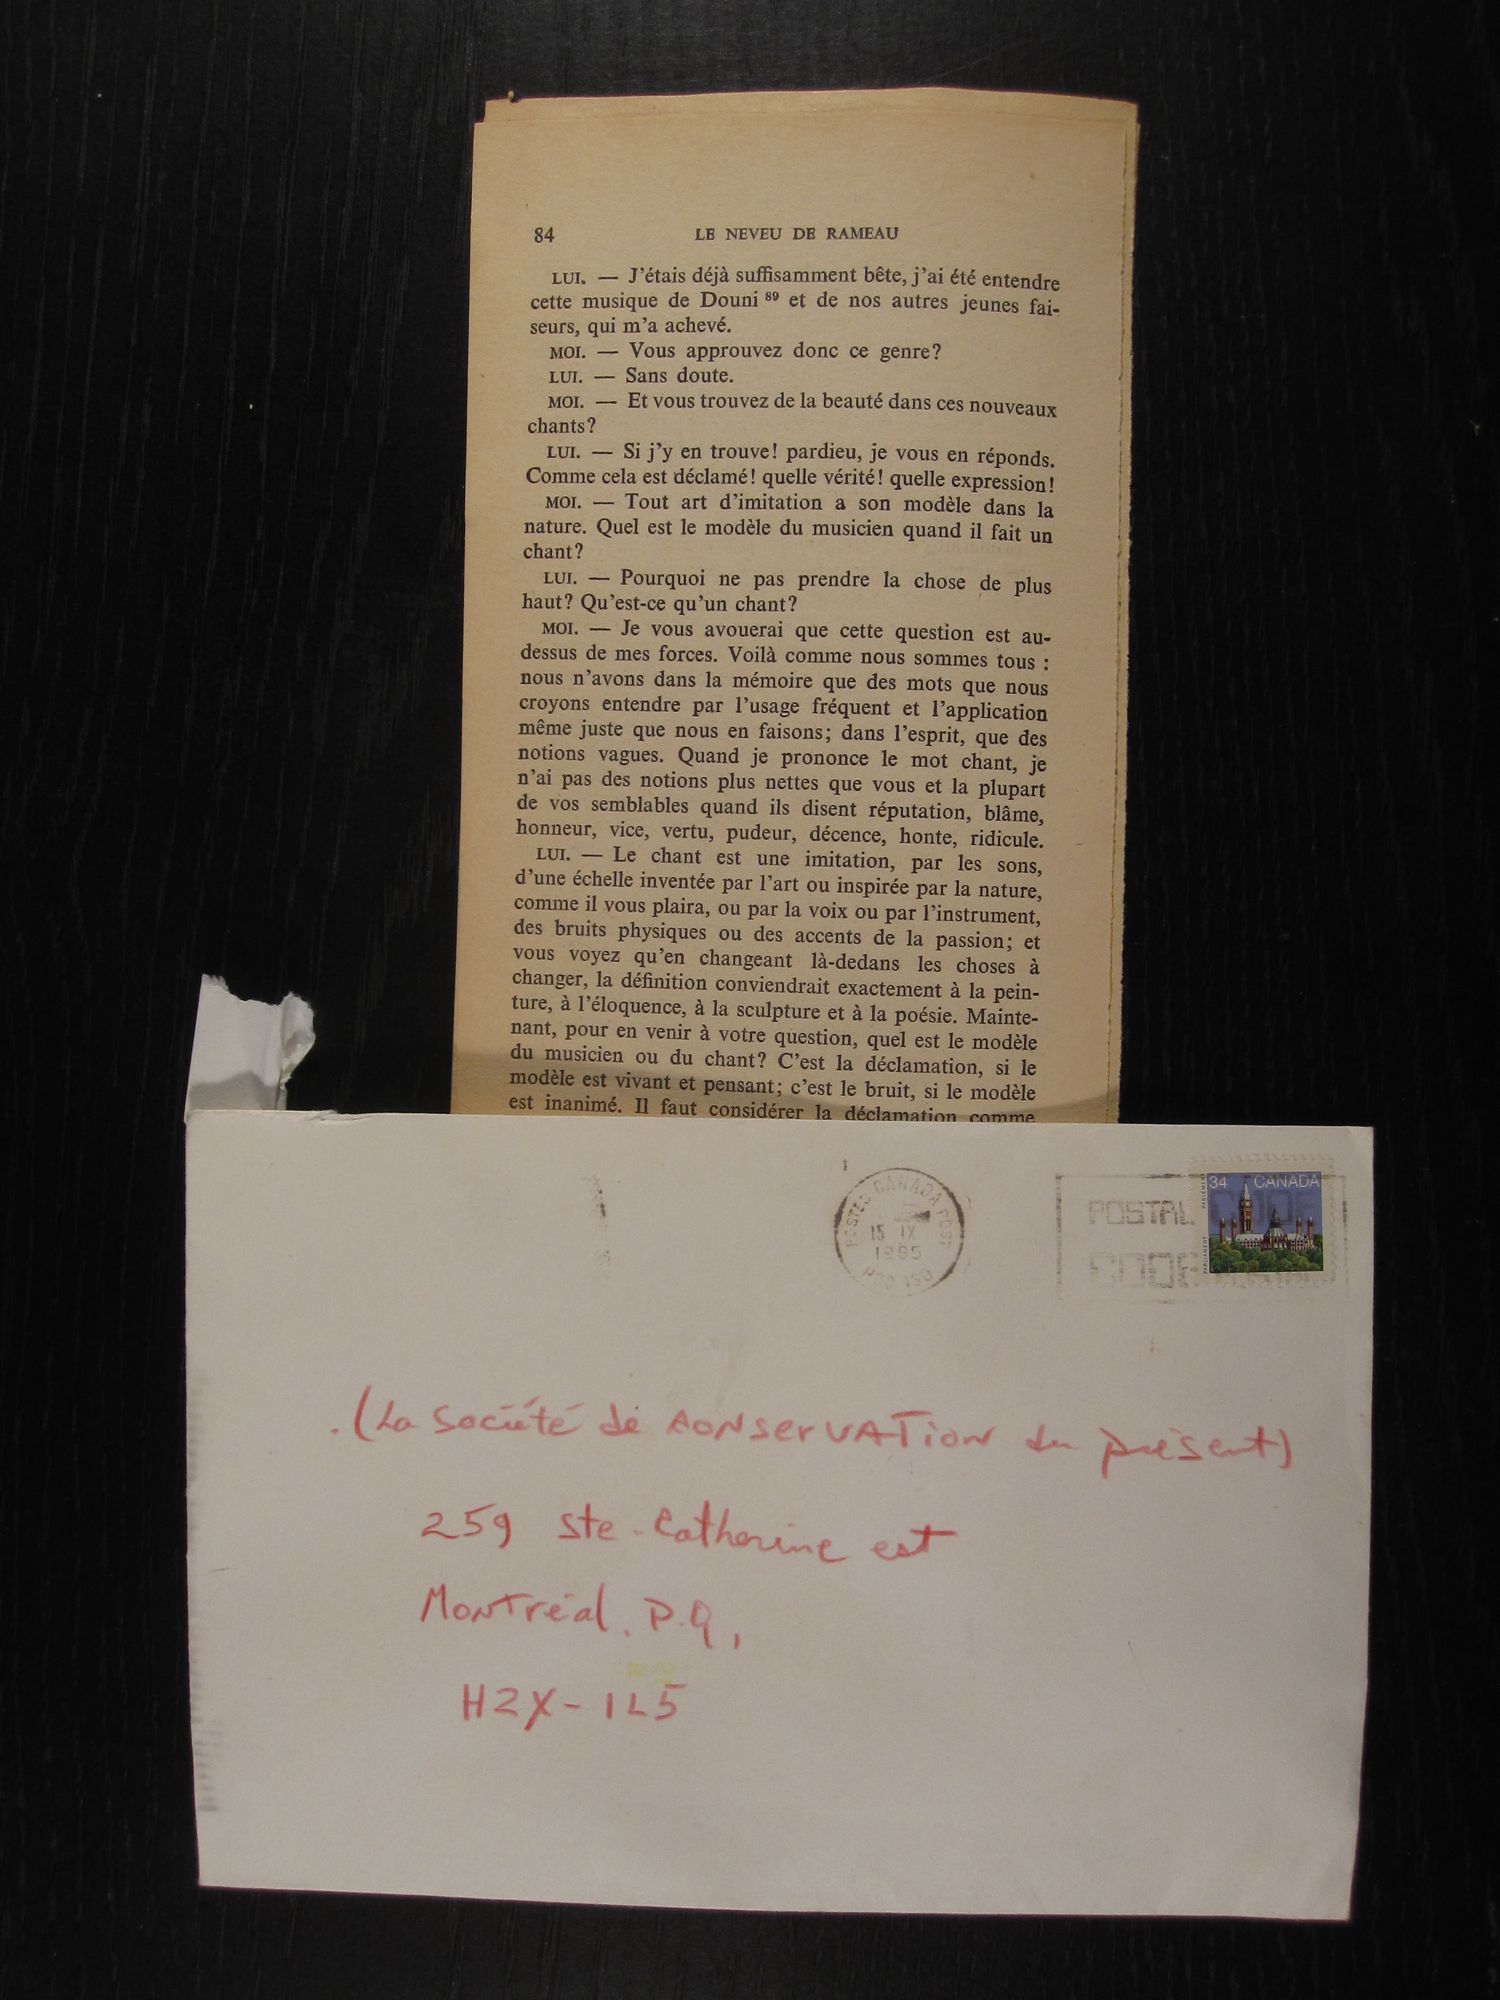 84 LE NEVEU DE RAMEAU
LUI. — J'étais déjà suffisamment bête, j'ai été entendre
cette musique de Douni 89 et de nos autres jeunes fai-
seurs, qui m'a achevé.
MOI. — Vous approuvez donc ce genre?
LUI. — Sans doute.
MOI. — Et vous trouvez de la beauté dans ces nouveaux
chants?
LUI. — Si j'y en trouve! pardieu, je vous en réponds.
Comme cela est déclamé! quelle vérité! quelle expression!
MOI. — Tout art d'imitation a son modèle dans la
nature. Quel est le modèle du musicien quand il fait un
chant?
LUI. — Pourquoi ne pas prendre la chose de plus
haut? Qu'est-ce qu'un chant?
MOI. — Je vous avouerai que cette question est au-
dessus de mes forces. Voilà comme nous sommes tous :
nous n'avons dans la mémoire que des mots que nous
croyons entendre par l'usage fréquent et l'application
même juste que nous en faisons; dans l'esprit, que des
notions vagues. Quand je prononce le mot chant, je
n'ai pas des notions plus nettes que vous et la plupart
de vos semblables quand ils disent réputation, blâme,
honneur, vice, vertu, pudeur, décence, honte, ridicule.
LUI. — Le chant est une imitation, par les sons,
d'une échelle inventée par l'art ou inspirée par la nature,
comme il vous plaira, ou par la voix ou par l'instrument,
des bruits physiques ou des accents de la passion; et
vous voyez qu'en changeant là-dedans les choses à
changer, la définition conviendrait exactement à la pein-
ture, à l'éloquence, à la sculpture et à la poésie. Mainte-
nant, pour en venir à votre question, quel est le modèle
du musicien ou du chant? C'est la déclamation, si le
modèle est vivant et pensant; c'est le bruit, si le modèle
est inanimé. Il faut considérer la déclamation comme
POSTES CANADA POST
15 IX
1985
POSTAL CODE
CODE
34 CANADA
PARLIAMENT
PARLEMENT
(La Société de conservation du présent)
259 Ste-Catherine est
Montréal. P.Q,
H2X-1L5